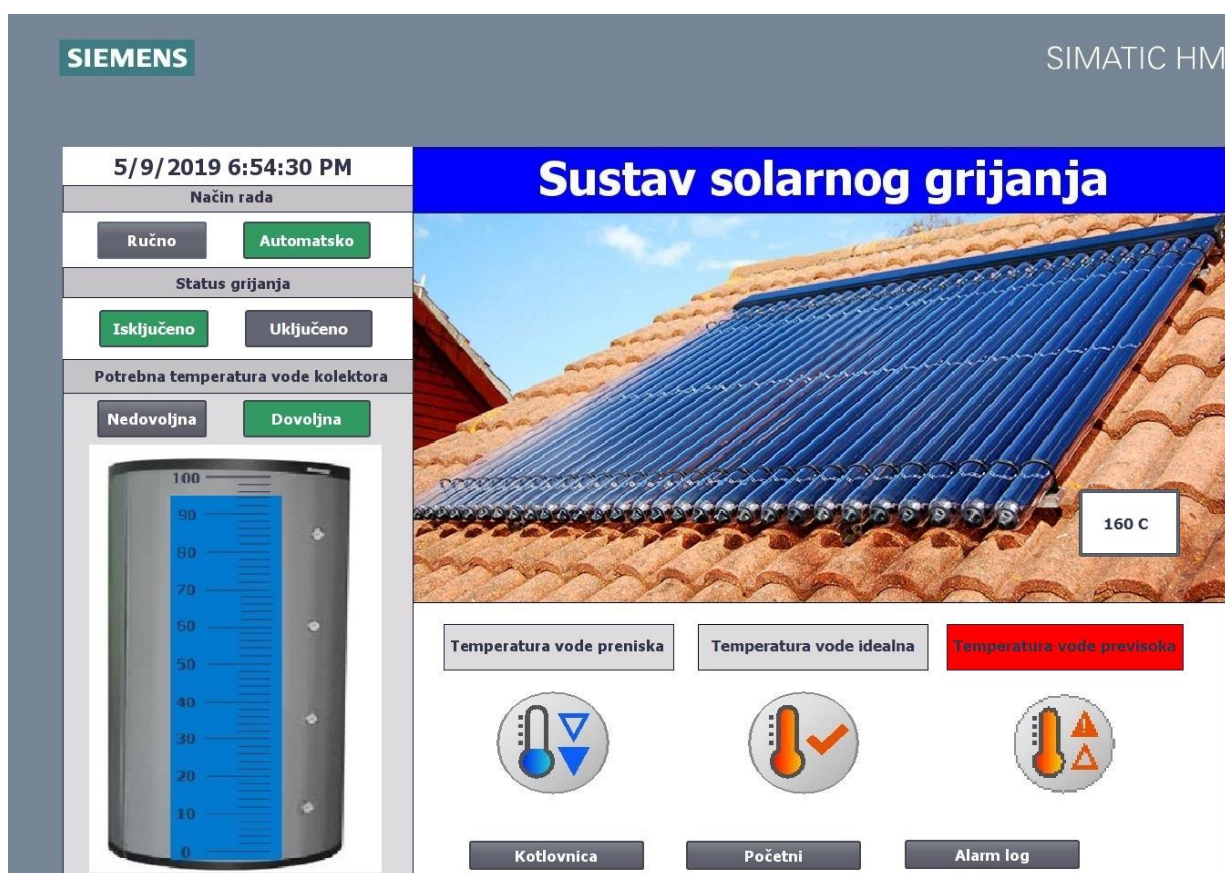 SIEMENS
SIMATIC HM
5/9/2019 6:54:30 PM
Sustav solarnog grijanja
Način rada
Ručno
Automatsko
Status grijanja
Isključeno
Uključeno
Potrebna temperatura vode kolektora
Nedovoljna
Dovoljna
100
90
80
70
60
50
40
30
20
10
0
160 C
Temperatura vode preniska
Temperatura vode idealna
Temperatura vode previsoka
Kotlovnica
Početni
Alarm log